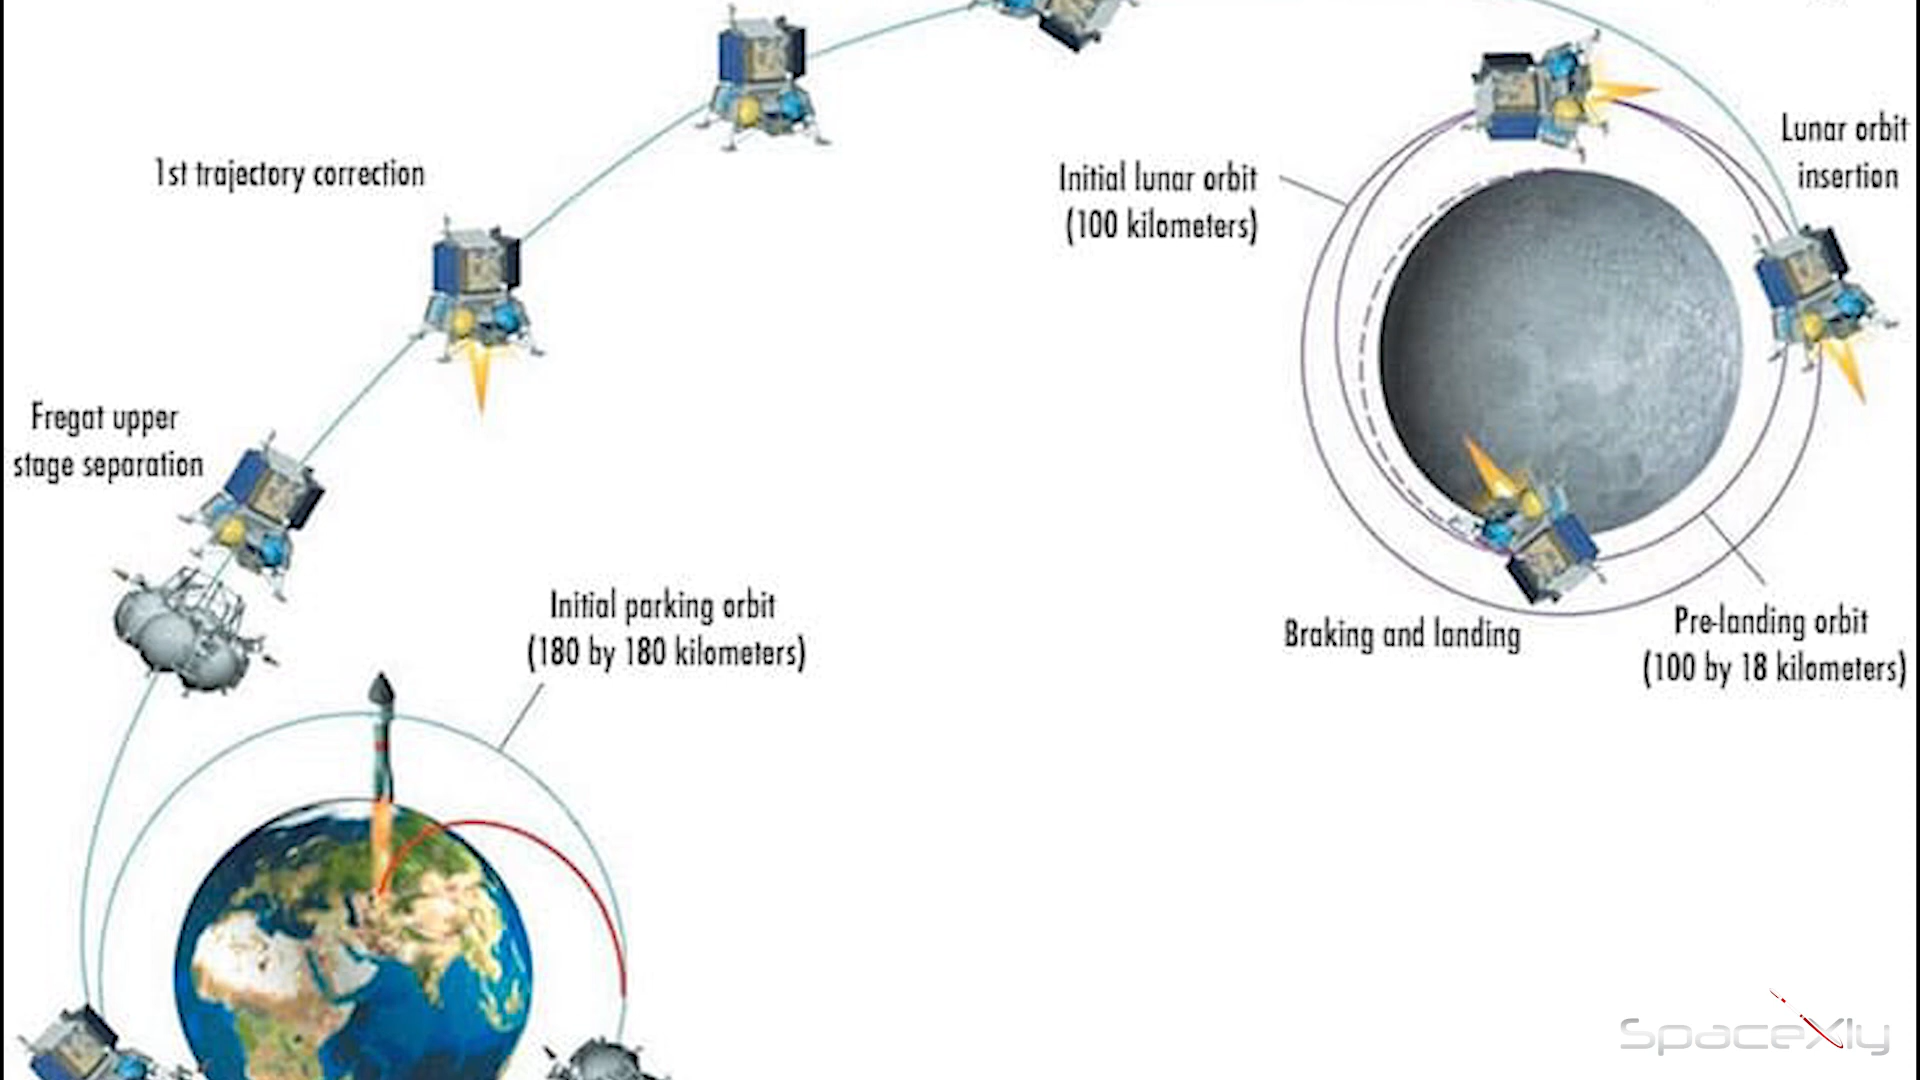 1st trajectory correction
Lunar orbit
insertion
Initial lunar orbit
(100 kilometers)
Fregat upper
stage separation
Initial parking orbit
(180 by 180 kilometers)
Braking and landing
Pre-landing orbit
(100 by 18 kilometers)
SpaceXly